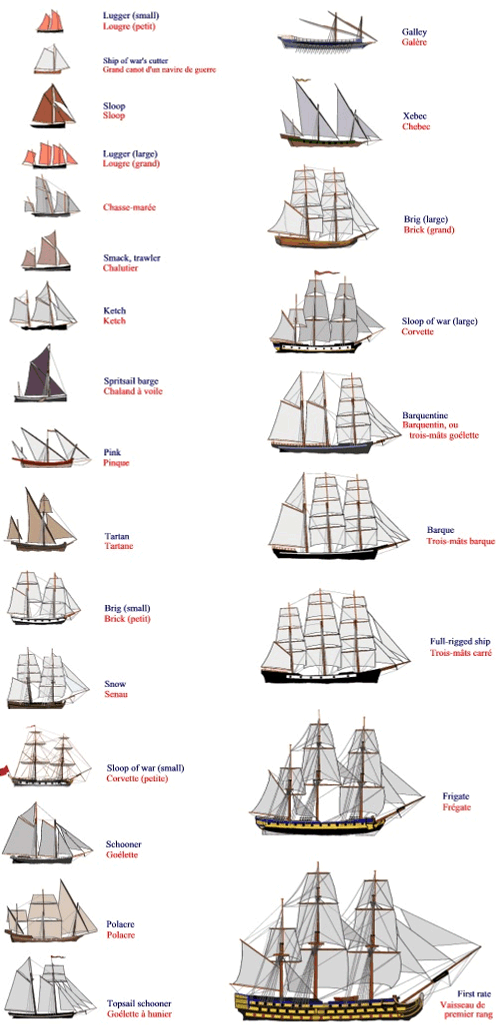 Lugger (small)
Lougre (petit)
Ship of war's cutter
Grand canot d'un navire de guerre
Sloop
Sloop
Lugger (large)
Lougre (grand)
Chasse-marée
Smack, trawler
Chalutier
Ketch
Ketch
Spritsail barge
Chaland à voile
Pink
Pinque
Tartan
Tartane
Brig (small)
Brick (petit)
Snow
Senau
Sloop of war (small)
Corvette (petite)
Schooner
Goélette
Polacre
Polacre
Topsail schooner
Goélette à hunier
Galley
Galère
Xebec
Chebec
Brig (large)
Brick (grand)
Sloop of war (large)
Corvette
Barquentine
Barquentin, ou
trois-mâts goélette
Barque
Trois-mâts barque
Full-rigged ship
Trois-mâts carré
Frigate
Frégate
First rate
Vaisseau de
premier rang